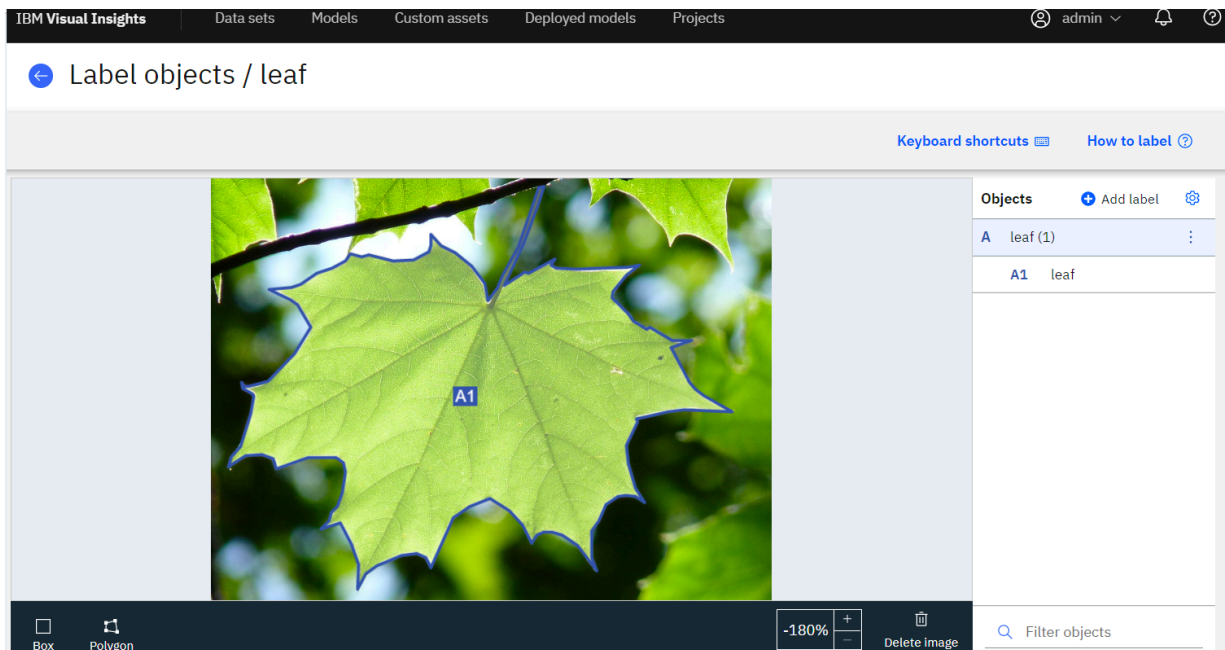 IBM Visual Insights Data sets Models Custom assets Deployed models Projects admin
Label objects / leaf
Keyboard shortcuts How to label
Objects Add label
A leaf (1)
A1 leaf
A1
Box Polygon -180% + − Delete image
Filter objects